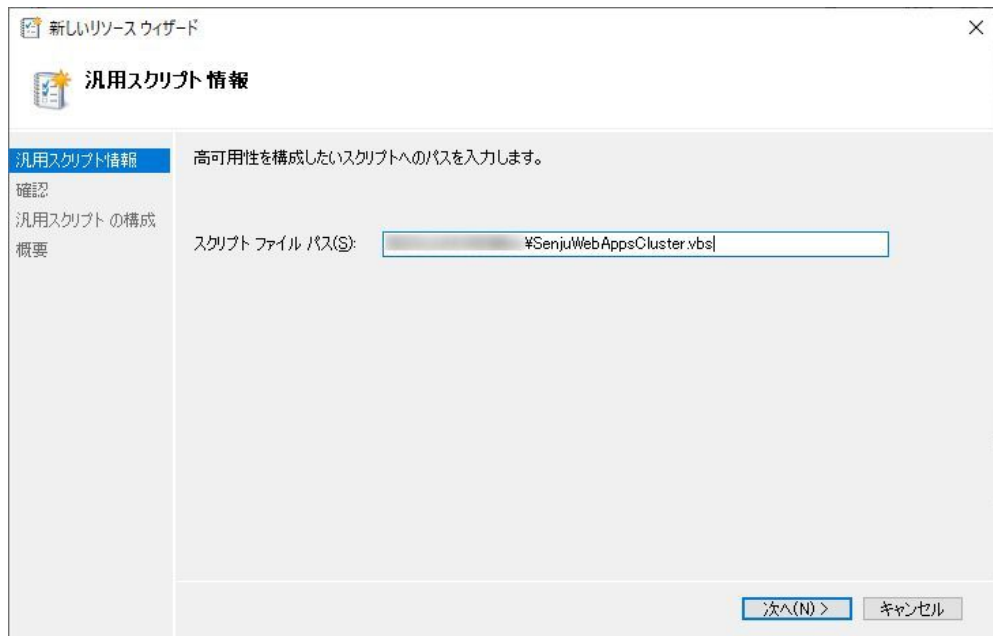 新しいリソース ウィザード
汎用スクリプト 情報
汎用スクリプト情報
確認
汎用スクリプト の構成
概要
高可用性を構成したいスクリプトへのパスを入力します。
スクリプト ファイル パス(S): ¥SenjuWebAppsCluster.vbs
次へ(N) > キャンセル